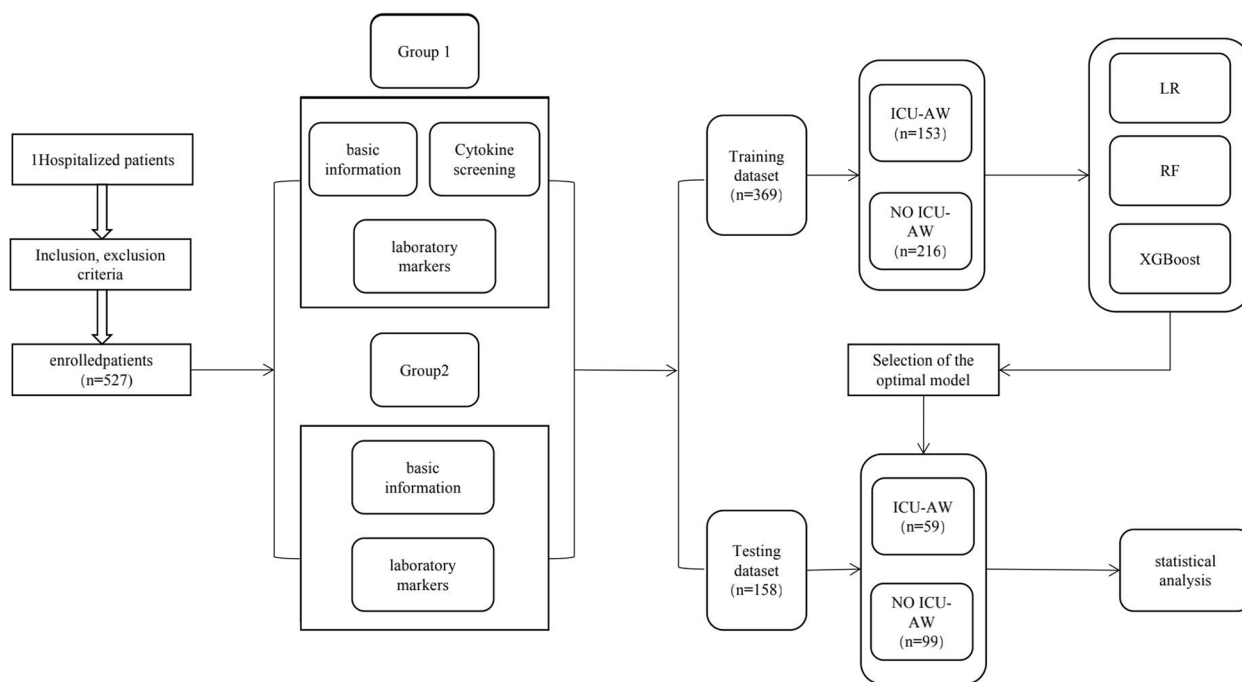 1Hospitalized patients
Inclusion, exclusion
criteria
enrolledpatients
(n=527)
Group 1
basic
information
Cytokine
screening
laboratory
markers
Group2
basic
information
laboratory
markers
Training
dataset
(n=369)
ICU-AW
(n=153)
NO ICU-
AW
(n=216)
LR
RF
XGBoost
Selection of the
optimal model
Testing
dataset
(n=158)
ICU-AW
(n=59)
NO ICU-
AW
(n=99)
statistical
analysis